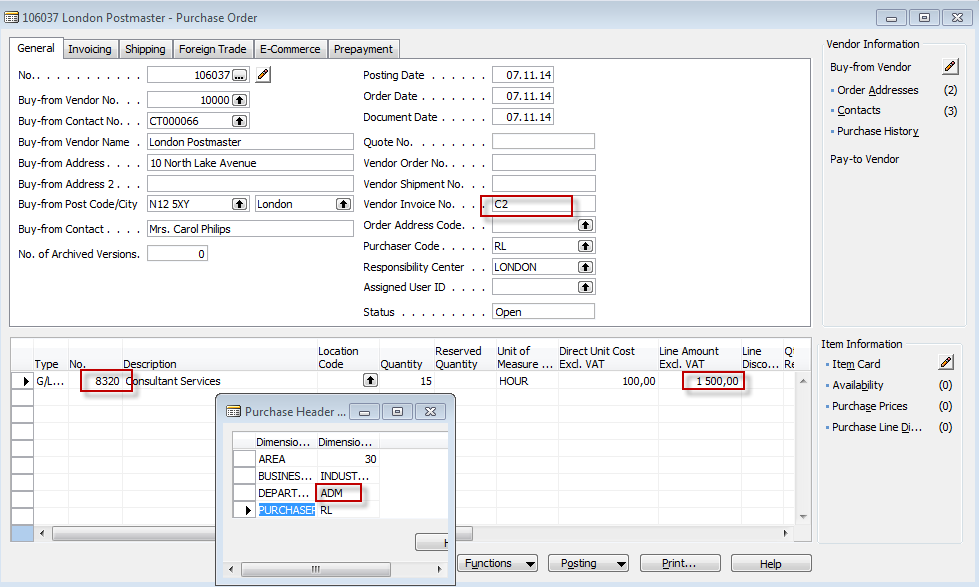 106037 London Postmaster - Purchase Order
General Invoicing Shipping Foreign Trade E-Commerce Prepayment
No. . . . . . . . . . . . 106037
Buy-from Vendor No. . . . 10000
Buy-from Contact No. . . CT000066
Buy-from Vendor Name . London Postmaster
Buy-from Address . . . . 10 North Lake Avenue
Buy-from Address 2 . . .
Buy-from Post Code/City N12 5XY London
Buy-from Contact . . . . Mrs. Carol Philips
No. of Archived Versions. 0
Posting Date . . . . . . 07.11.14
Order Date . . . . . . . 07.11.14
Document Date . . . . . 07.11.14
Quote No. . . . . . . .
Vendor Order No. . . . .
Vendor Shipment No. . .
Vendor Invoice No. . . . C2
Order Address Code. . .
Purchaser Code . . . . . RL
Responsibility Center . . LONDON
Assigned User ID . . . .
Status . . . . . . . . . Open
Vendor Information
Buy-from Vendor
Order Addresses (2)
Contacts (3)
Purchase History
Pay-to Vendor
Type No. Description Location Code Quantity Reserved Quantity Unit of Measure ... Direct Unit Cost Excl. VAT Line Amount Excl. VAT Line Disco...
G/L... 8320 Consultant Services 15 HOUR 100,00 1 500,00
Item Information
Item Card
Availability (0)
Purchase Prices (0)
Purchase Line Di... (0)
Purchase Header ...
Dimensio... Dimensio...
AREA 30
BUSINES... INDUST...
DEPART... ADM
PURCHASER RL
Functions Posting Print... Help